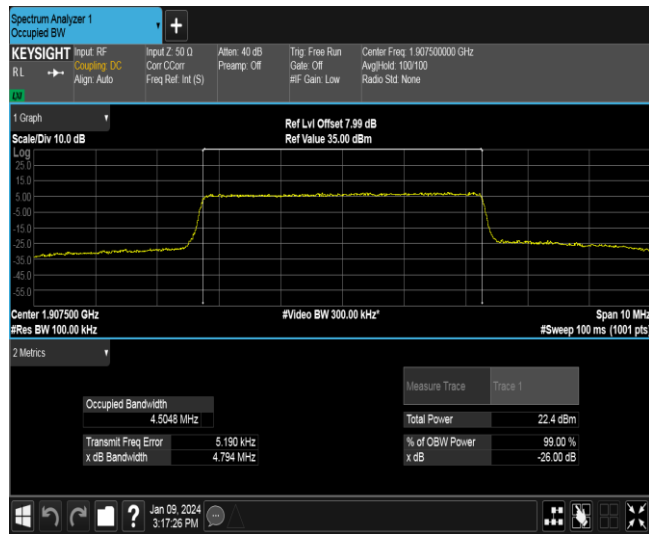 Spectrum Analyzer 1
Occupied BW
+
KEYSIGHT
RL
Input: RF
Coupling: DC
Align: Auto
Input Z: 50 Ω
Corr CCorr
Freq Ref: Int (S)
Atten: 40 dB
Preamp: Off
Trig: Free Run
Gate: Off
#IF Gain: Low
Center Freq: 1.907500000 GHz
Avg|Hold: 100/100
Radio Std: None
1 Graph
Scale/Div 10.0 dB
Ref Lvl Offset 7.99 dB
Ref Value 35.00 dBm
Log
25.0
15.0
5.00
-5.00
-15.0
-25.0
-35.0
-45.0
-55.0
Center 1.907500 GHz
#Res BW 100.00 kHz
#Video BW 300.00 kHz*
Span 10 MHz
#Sweep 100 ms (1001 pts)
2 Metrics
Measure Trace Trace 1
Occupied Bandwidth
4.5048 MHz
Total Power 22.4 dBm
Transmit Freq Error 5.190 kHz
% of OBW Power 99.00 %
x dB Bandwidth 4.794 MHz
x dB -26.00 dB
?
Jan 09, 2024
3:17:26 PM